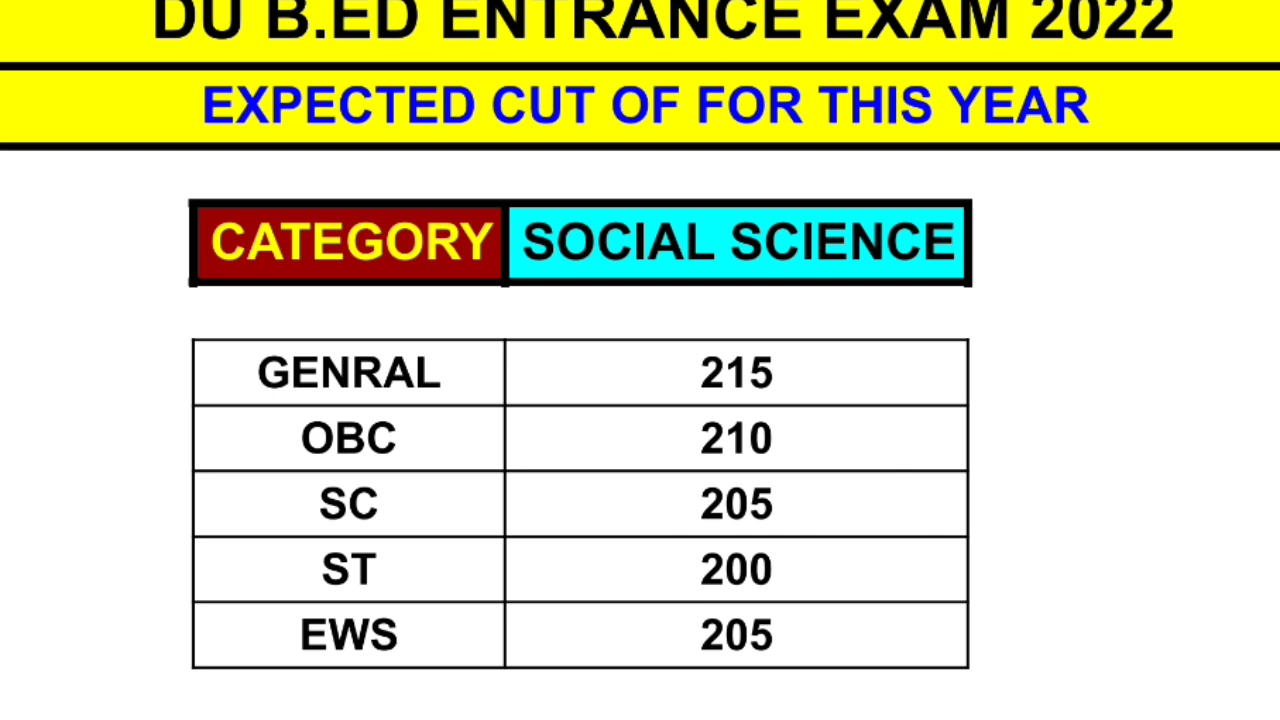 DU B.ED ENTRANCE EXAM 2022
EXPECTED CUT OF FOR THIS YEAR
CATEGORY SOCIAL SCIENCE
GENRAL 215
OBC 210
SC 205
ST 200
EWS 205